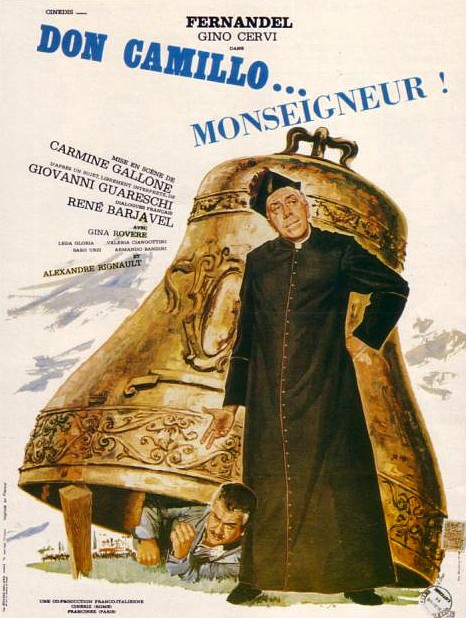 CINEDIS
FERNANDEL
GINO CERVI
DANS
DON CAMILLO...
MONSEIGNEUR !
MISE EN SCÈNE DE
CARMINE GALLONE
D'APRÈS UN SUJET, LIBREMENT INTERPRÉTÉ, DE
GIOVANNI GUARESCHI
DIALOGUES FRANÇAIS
RENÉ BARJAVEL
AVEC
GINA ROVERE
LEDA GLORIA VALERIA CIANGOTTINI
SARO URZI ARMANDO BANDINI
ET
ALEXANDRE RIGNAULT
UNE CO-PRODUCTION FRANCO-ITALIENNE
CINERIZ (ROME)
FRANCINEX (PARIS)